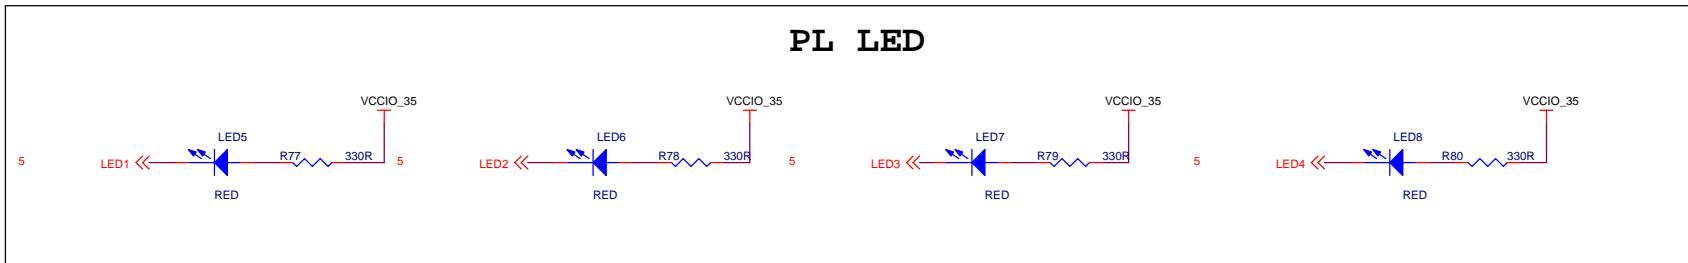 PL LED
VCCIO_35 VCCIO_35 VCCIO_35 VCCIO_35
LED5 LED6 LED7 LED8
5 LED1 R77 330R 5 LED2 R78 330R 5 LED3 R79 330R 5 LED4 R80 330R
RED RED RED RED